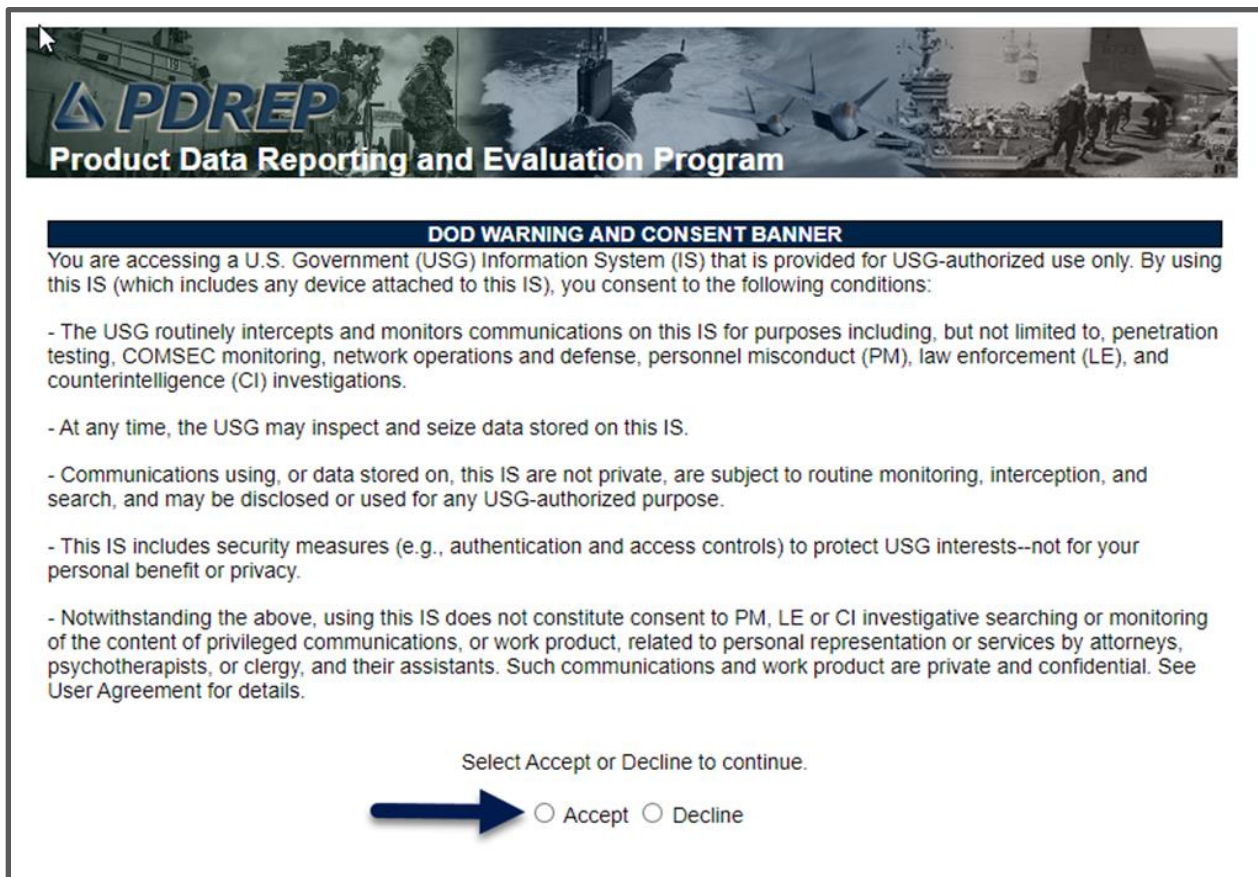 PDREP
Product Data Reporting and Evaluation Program
DOD WARNING AND CONSENT BANNER
You are accessing a U.S. Government (USG) Information System (IS) that is provided for USG-authorized use only. By using
this IS (which includes any device attached to this IS), you consent to the following conditions:
- The USG routinely intercepts and monitors communications on this IS for purposes including, but not limited to, penetration
testing, COMSEC monitoring, network operations and defense, personnel misconduct (PM), law enforcement (LE), and
counterintelligence (CI) investigations.
- At any time, the USG may inspect and seize data stored on this IS.
- Communications using, or data stored on, this IS are not private, are subject to routine monitoring, interception, and
search, and may be disclosed or used for any USG-authorized purpose.
- This IS includes security measures (e.g., authentication and access controls) to protect USG interests--not for your
personal benefit or privacy.
- Notwithstanding the above, using this IS does not constitute consent to PM, LE or CI investigative searching or monitoring
of the content of privileged communications, or work product, related to personal representation or services by attorneys,
psychotherapists, or clergy, and their assistants. Such communications and work product are private and confidential. See
User Agreement for details.
Select Accept or Decline to continue.
Accept Decline